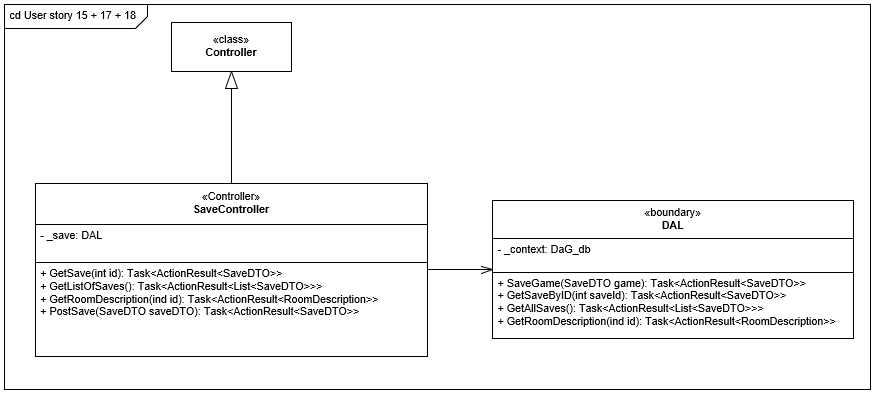 cd User story 15 + 17 + 18
«class»
Controller
«Controller»
SaveController
- _save: DAL
+ GetSave(int id): Task<ActionResult<SaveDTO>>
+ GetListOfSaves(): Task<ActionResult<List<SaveDTO>>>
+ GetRoomDescription(ind id): Task<ActionResult<RoomDescription>>
+ PostSave(SaveDTO saveDTO): Task<ActionResult<SaveDTO>>
«boundary»
DAL
- _context: DaG_db
+ SaveGame(SaveDTO game): Task<ActionResult<SaveDTO>>
+ GetSaveByID(int saveId): Task<ActionResult<SaveDTO>>
+ GetAllSaves(): Task<ActionResult<List<SaveDTO>>>
+ GetRoomDescription(ind id): Task<ActionResult<RoomDescription>>